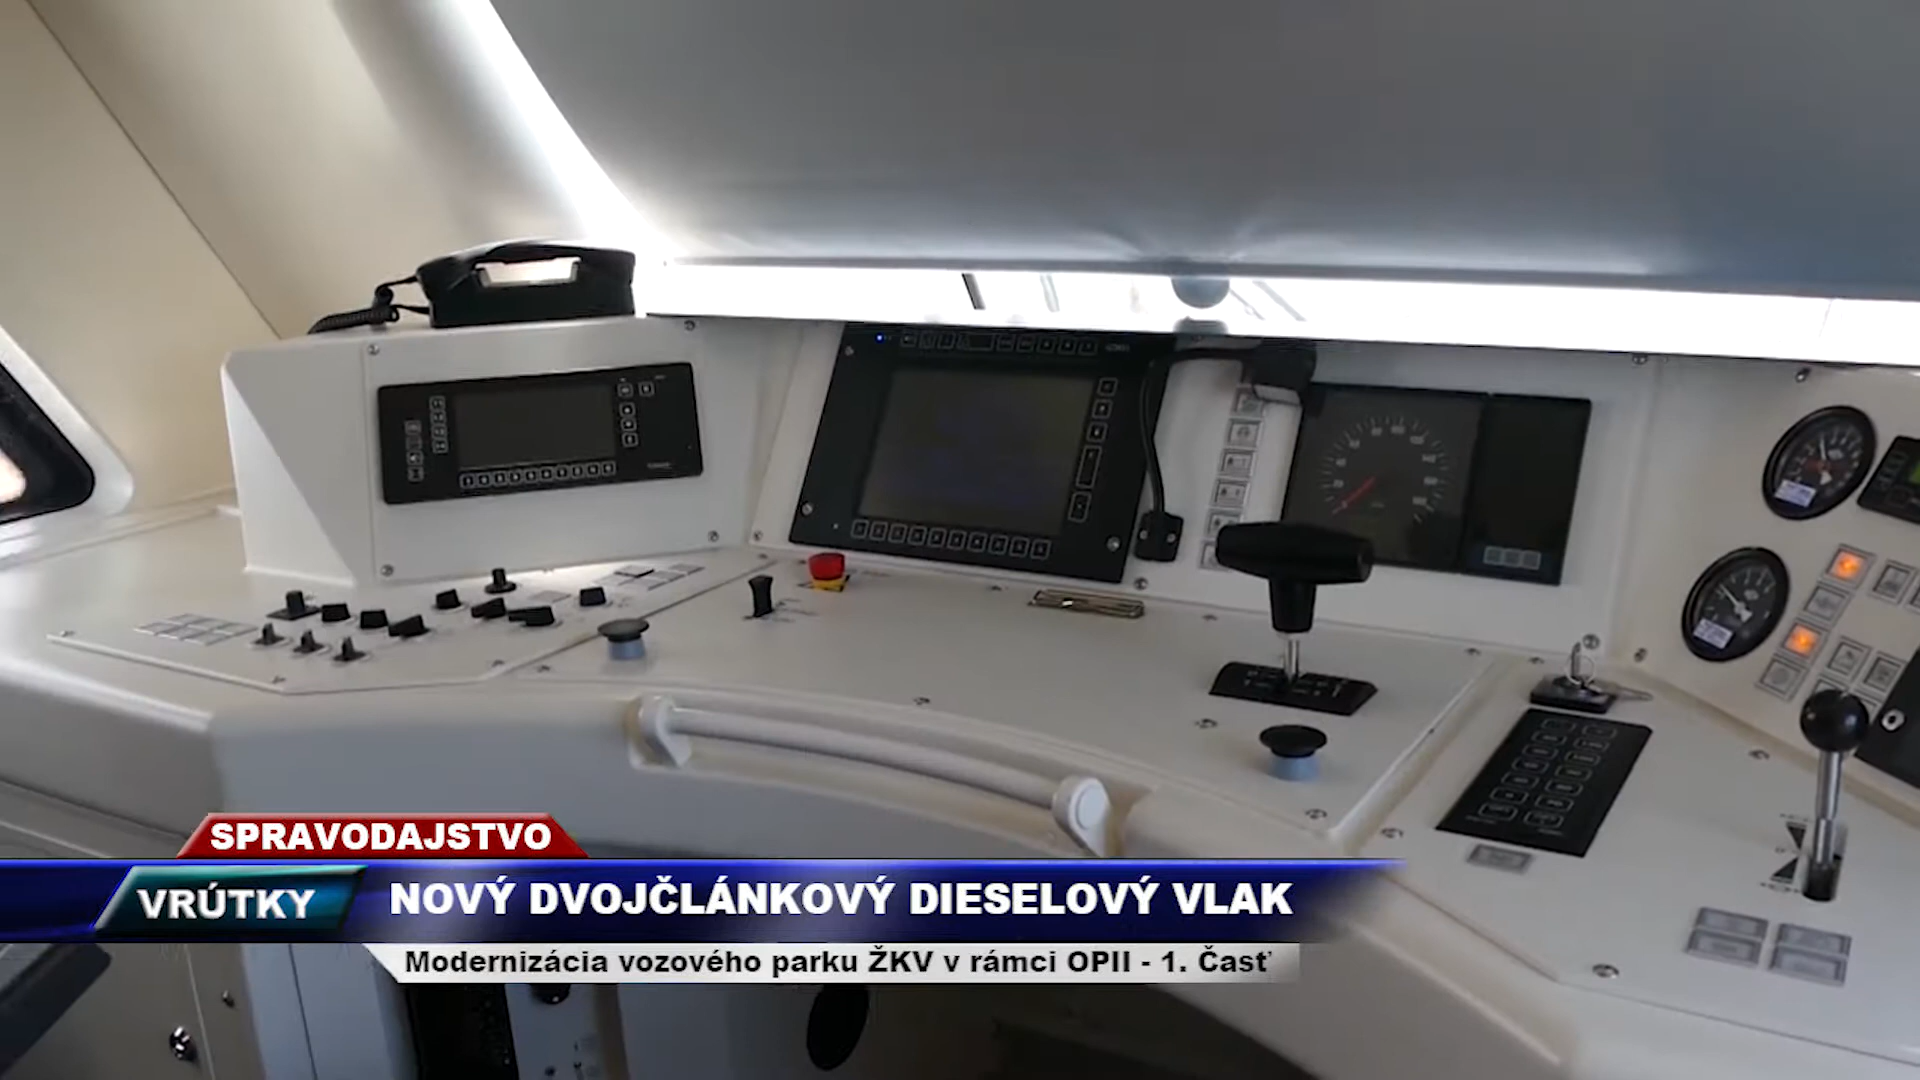 SPRAVODAJSTVO
VRÚTKY
NOVÝ DVOJČLÁNKOVÝ DIESELOVÝ VLAK
Modernizácia vozového parku ŽKV v rámci OPII - 1. Časť